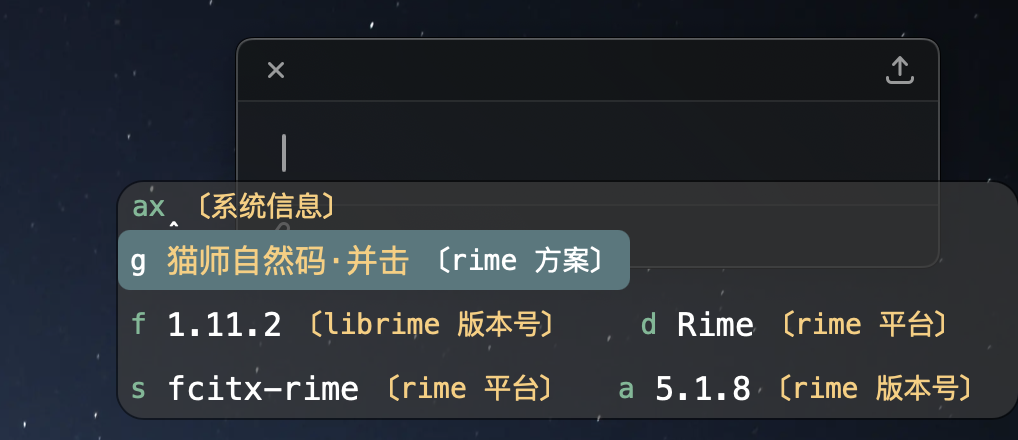 ax‸〔系统信息〕
g 猫师自然码·并击 〔rime 方案〕
f 1.11.2 〔librime 版本号〕 d Rime 〔rime 平台〕
s fcitx-rime 〔rime 平台〕 a 5.1.8 〔rime 版本号〕